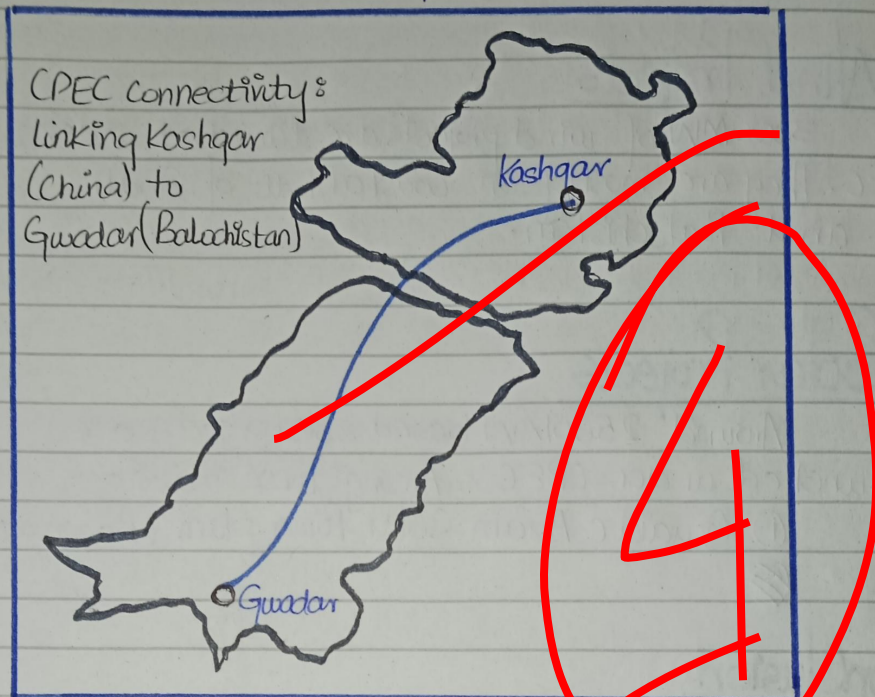 CPEC Connectivity:
linking Kashgar
(China) to
Gwadar (Balochistan)
Kashgar
Gwadar
4